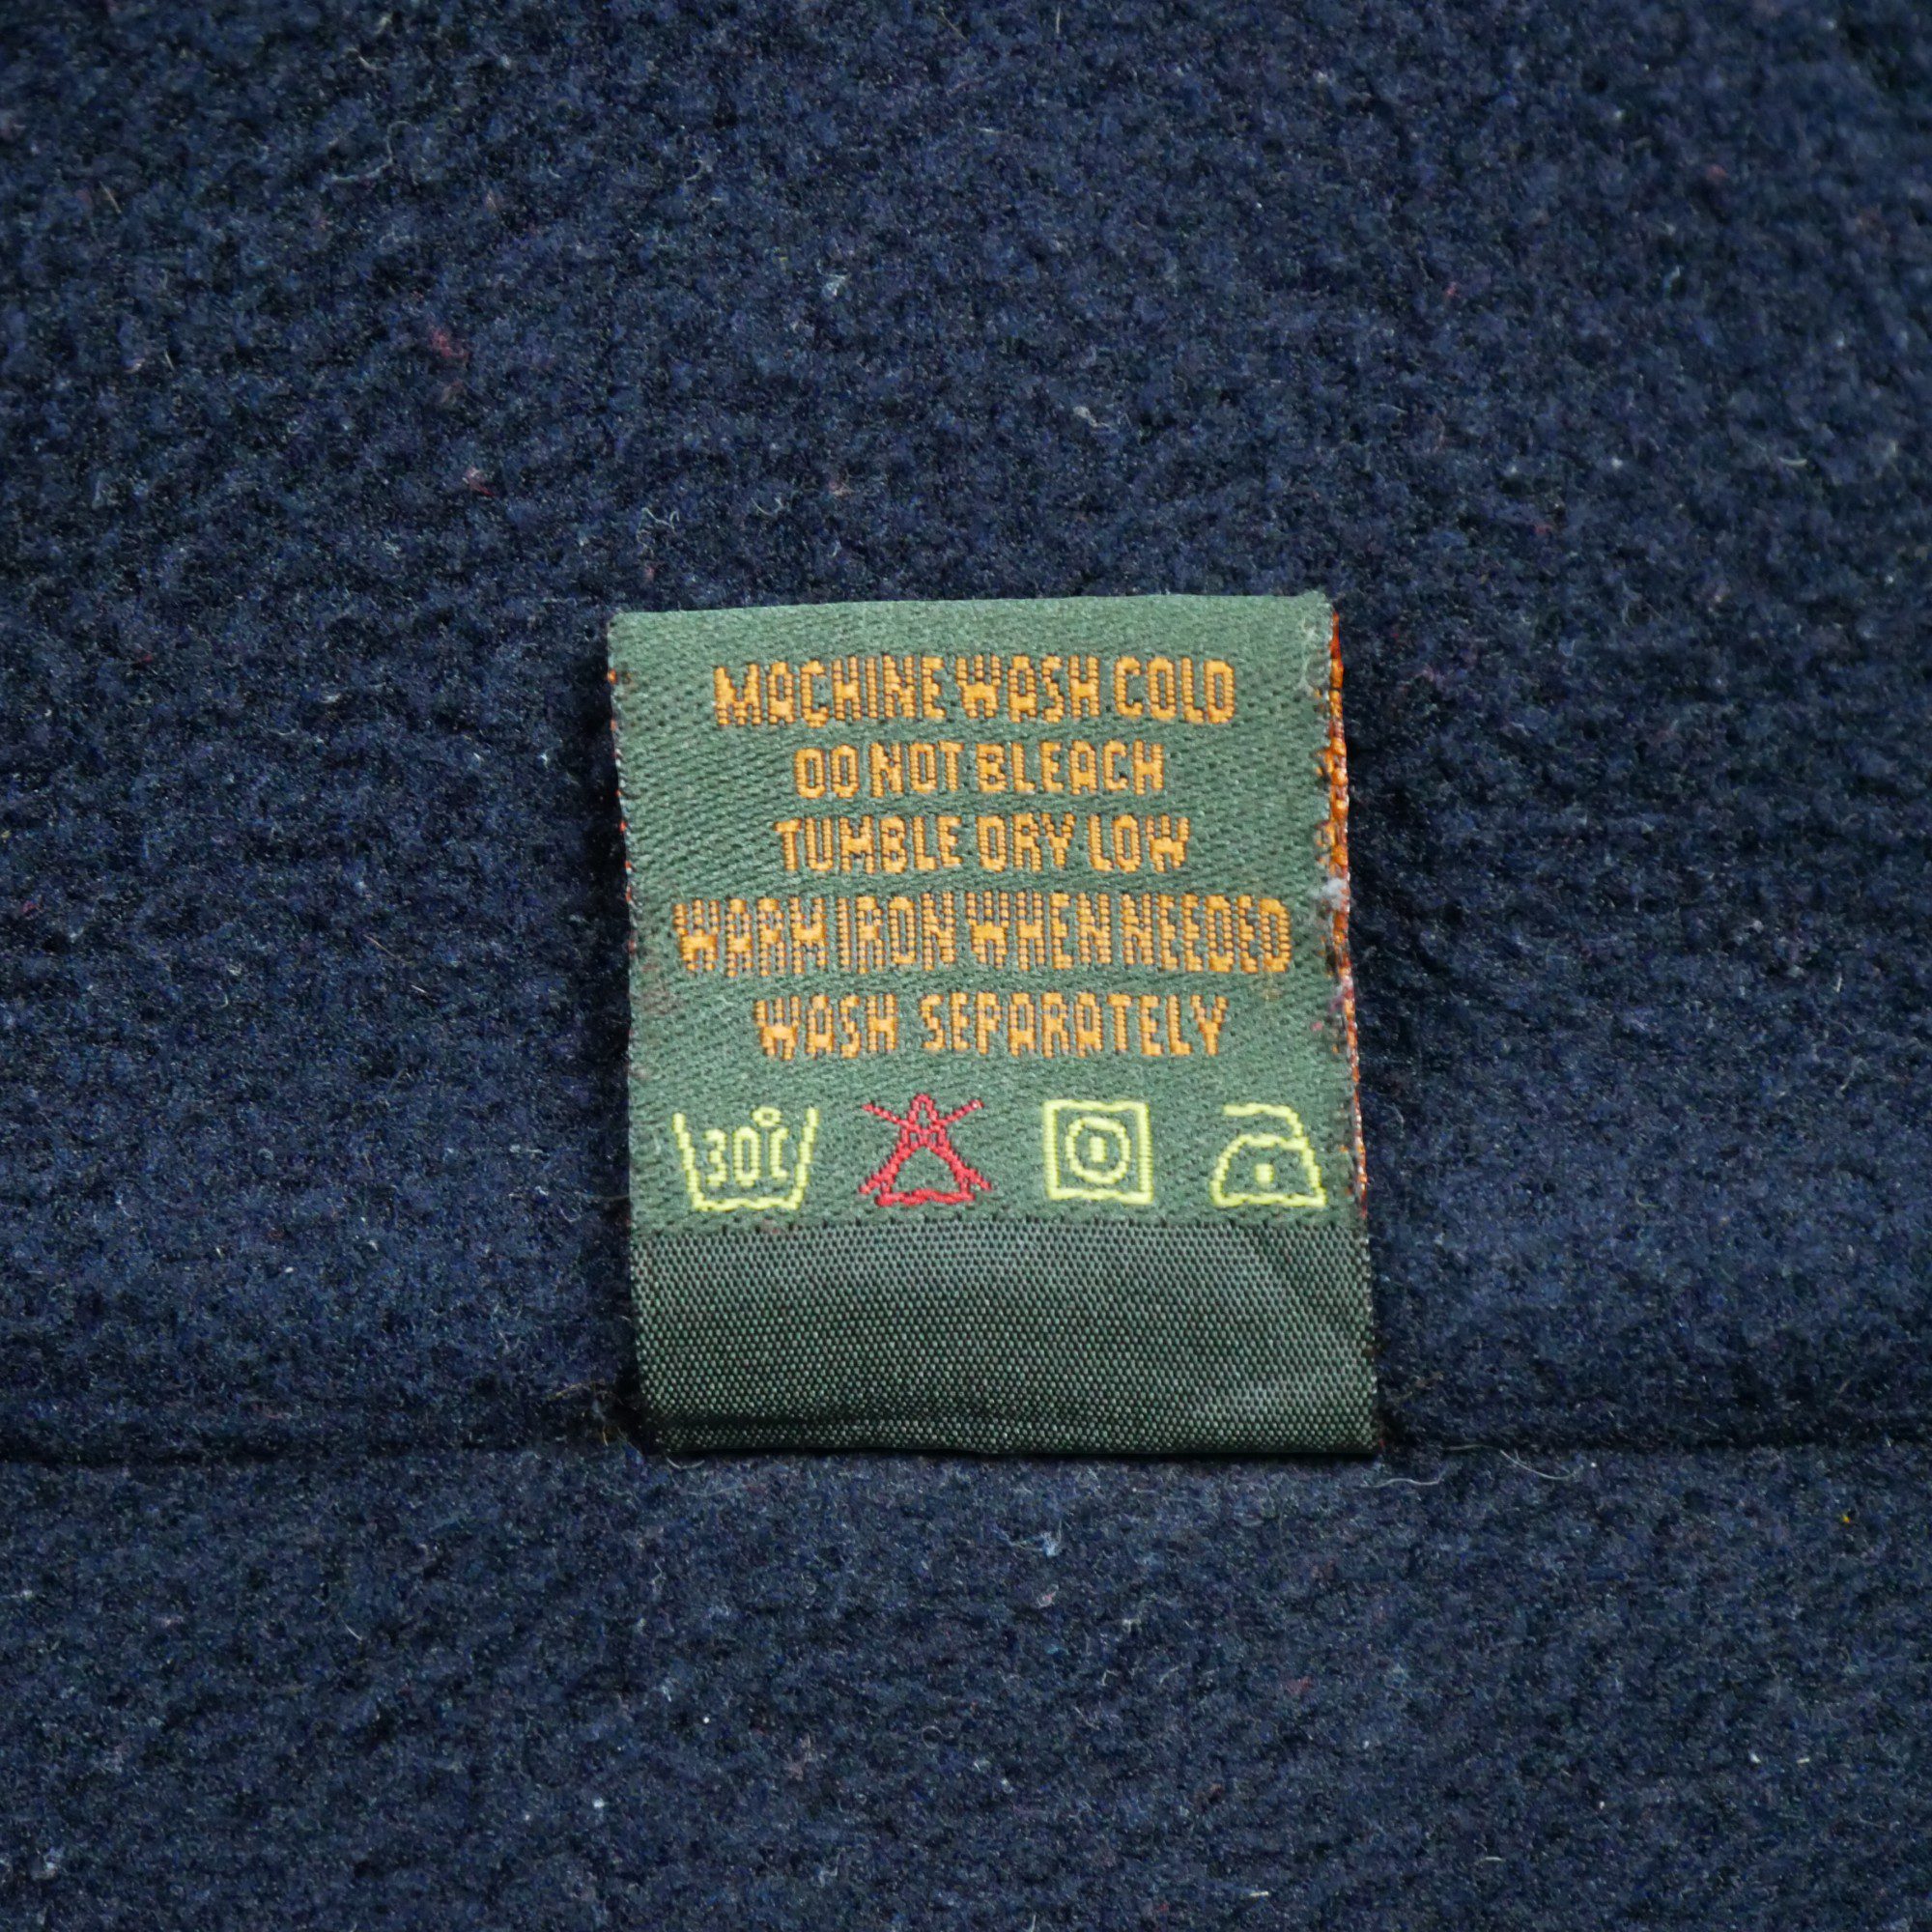 MACHINE WASH COLD
DO NOT BLEACH
TUMBLE DRY LOW
WARM IRON WHEN NEEDED
WASH SEPARATELY
30°C